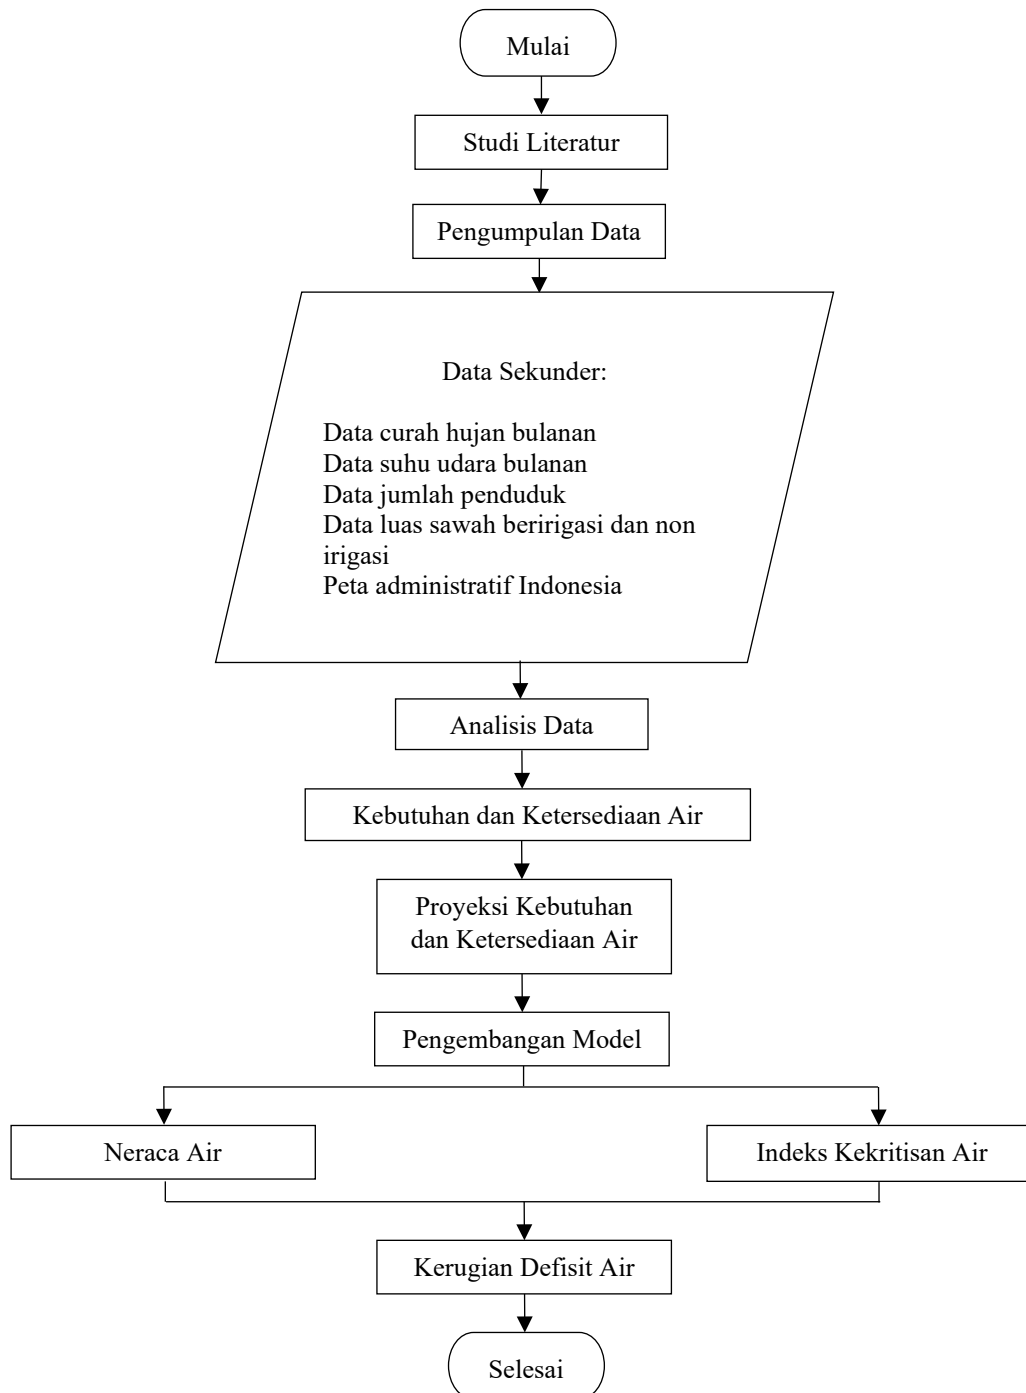 Mulai
Studi Literatur
Pengumpulan Data
Data Sekunder:
Data curah hujan bulanan
Data suhu udara bulanan
Data jumlah penduduk
Data luas sawah beririgasi dan non
irigasi
Peta administratif Indonesia
Analisis Data
Kebutuhan dan Ketersediaan Air
Proyeksi Kebutuhan
dan Ketersediaan Air
Pengembangan Model
Neraca Air
Indeks Kekritisan Air
Kerugian Defisit Air
Selesai